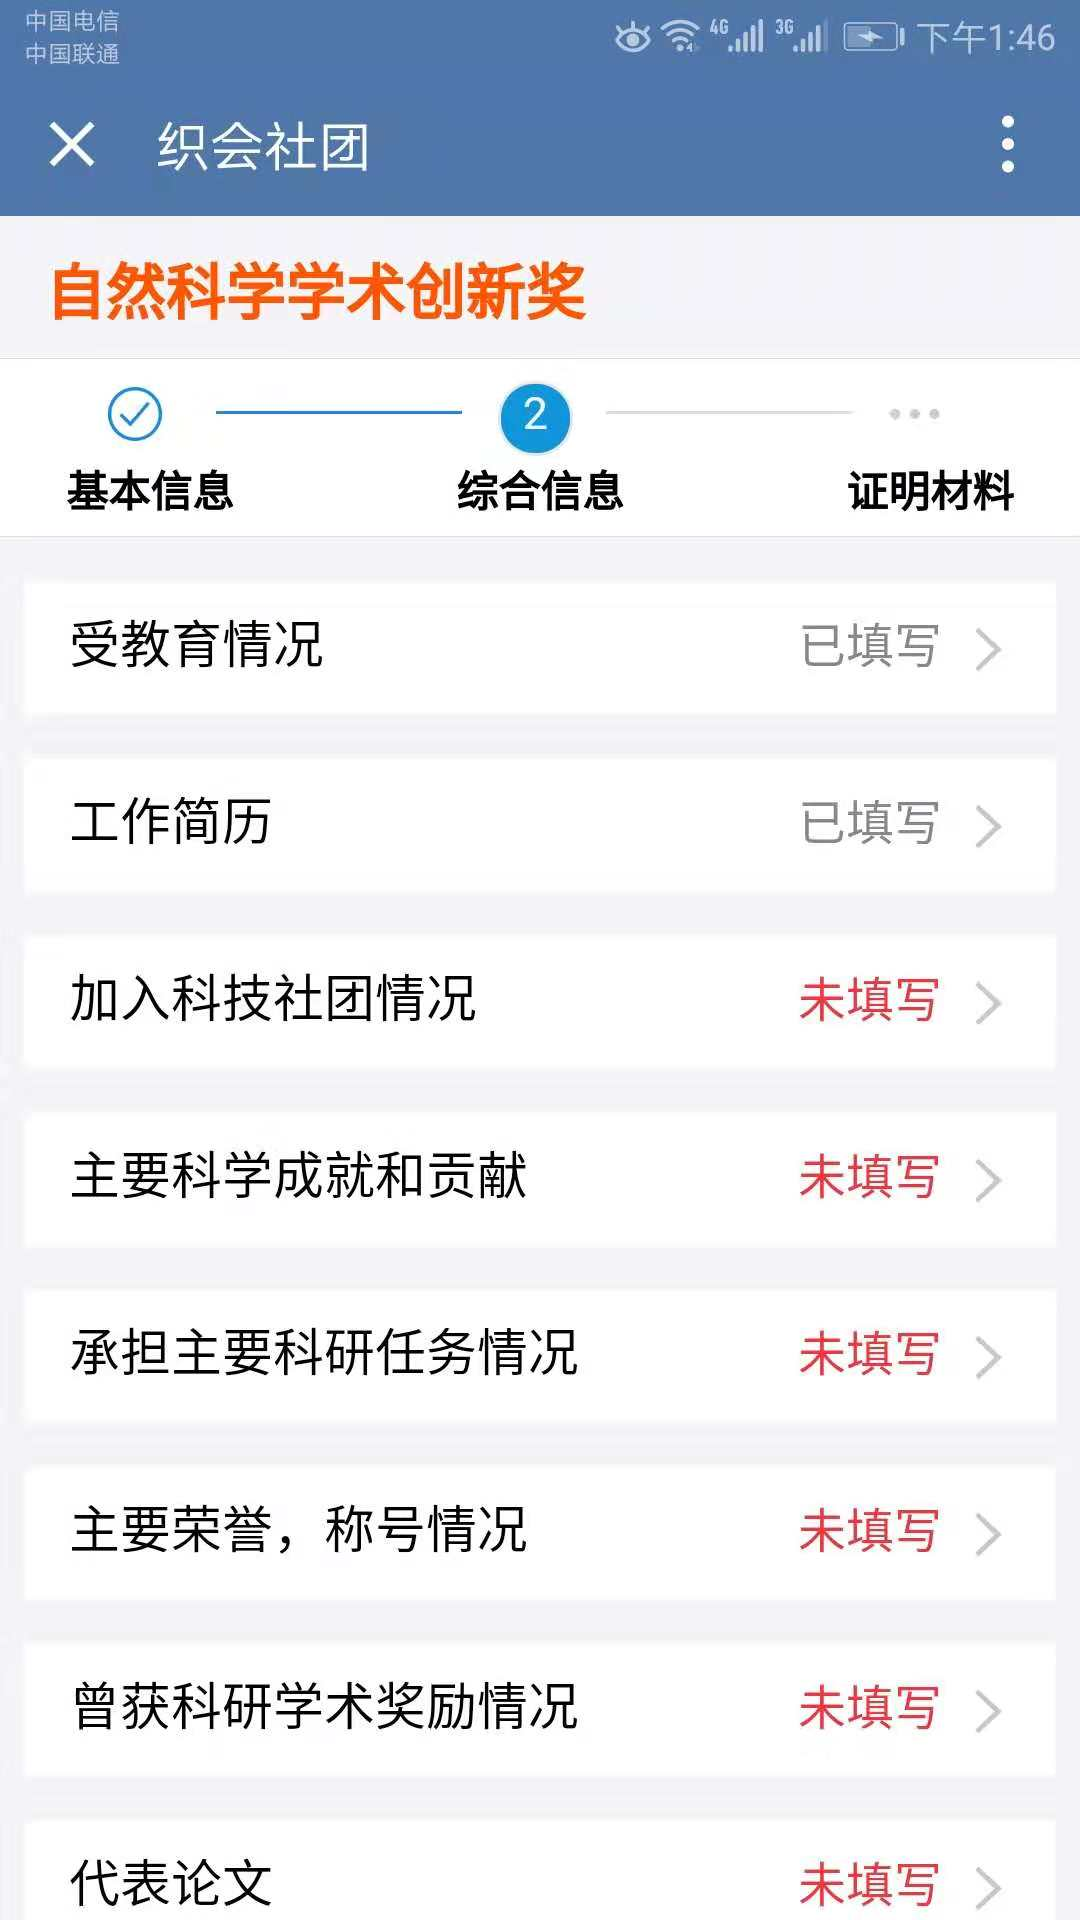 中国电信
中国联通
4G 3G 下午1:46
织会社团
自然科学学术创新奖
2
基本信息 综合信息 证明材料
受教育情况 已填写
工作简历 已填写
加入科技社团情况 未填写
主要科学成就和贡献 未填写
承担主要科研任务情况 未填写
主要荣誉，称号情况 未填写
曾获科研学术奖励情况 未填写
代表论文 未填写